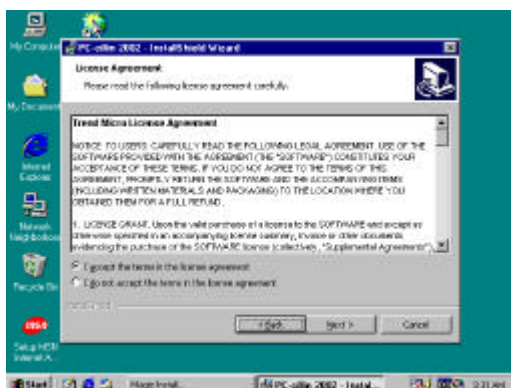 My Computer
PC-cillin 2002 - InstallShield Wizard
License Agreement
Please read the following license agreement carefully.
My Documents
Trend Micro License Agreement
NOTICE TO USERS: CAREFULLY READ THE FOLLOWING LEGAL AGREEMENT. USE OF THE
SOFTWARE PROVIDED WITH THE AGREEMENT (THE "SOFTWARE") CONSTITUTES YOUR
ACCEPTANCE OF THESE TERMS. IF YOU DO NOT AGREE TO THE TERMS OF THIS
AGREEMENT, PROMPTLY RETURN THE SOFTWARE AND THE ACCOMPANYING ITEMS
(INCLUDING WRITTEN MATERIALS AND PACKAGING) TO THE LOCATION WHERE YOU
OBTAINED THEM FOR A FULL REFUND.
Internet
Explorer
1. LICENSE GRANT. Upon the valid purchase of a license to the SOFTWARE and except as
otherwise specified in an accompanying license summary, invoice or other documents
evidencing the purchase of the SOFTWARE license (collectively, "Supplemental Agreements"),
Network
Neighborhood
I accept the terms in the license agreement
I do not accept the terms in the license agreement
Recycle Bin
InstallShield
< Back
Next >
Cancel
Setup MSN
Internet A...
Start
PC-cillin 2002 - Instal...